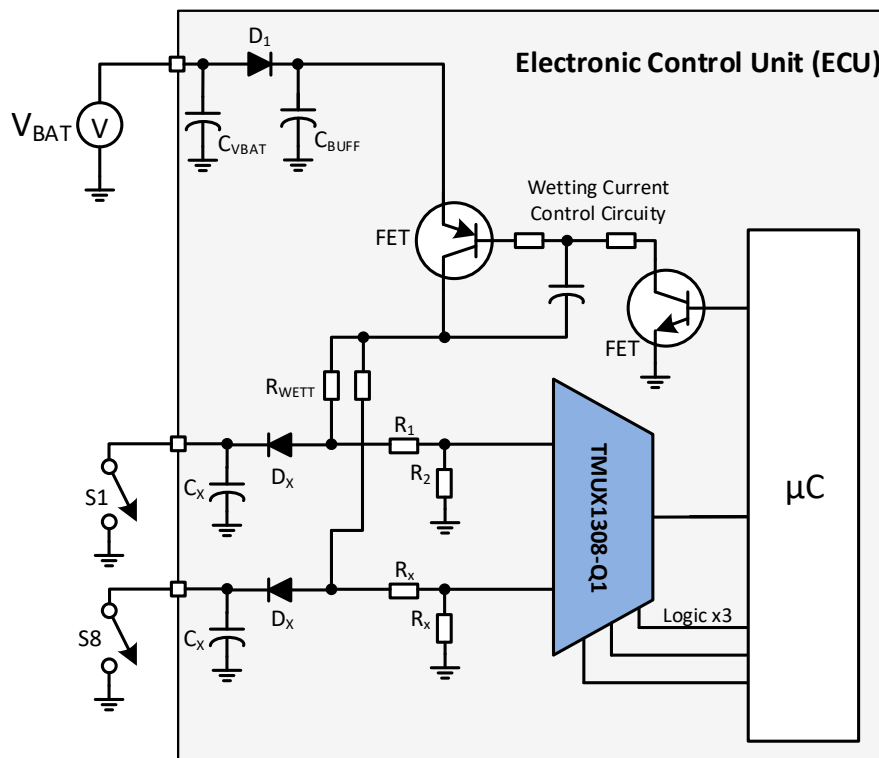 D1
Electronic Control Unit (ECU)
VBAT
V
CVBAT
CBUFF
Wetting Current
Control Circuity
FET
FET
RWETT
R1
R2
CX
DX
S1
TMUX1308-Q1
µC
Rx
Rx
CX
DX
S8
Logic x3